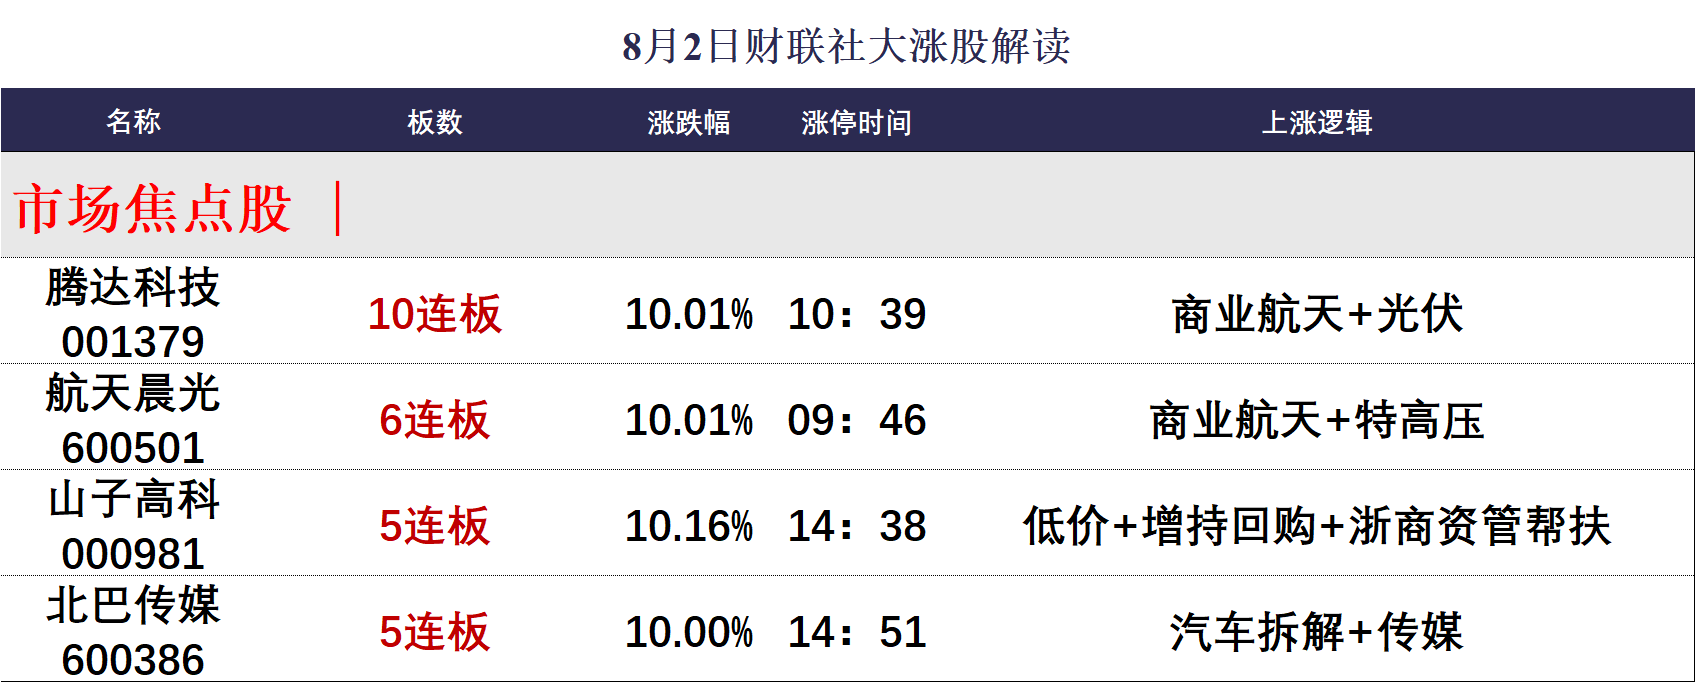 8月2日财联社大涨股解读
名称 板数 涨跌幅 涨停时间 上涨逻辑
市场焦点股 |
腾达科技
001379 10连板 10.01% 10：39 商业航天+光伏
航天晨光
600501 6连板 10.01% 09：46 商业航天+特高压
山子高科
000981 5连板 10.16% 14：38 低价+增持回购+浙商资管帮扶
北巴传媒
600386 5连板 10.00% 14：51 汽车拆解+传媒